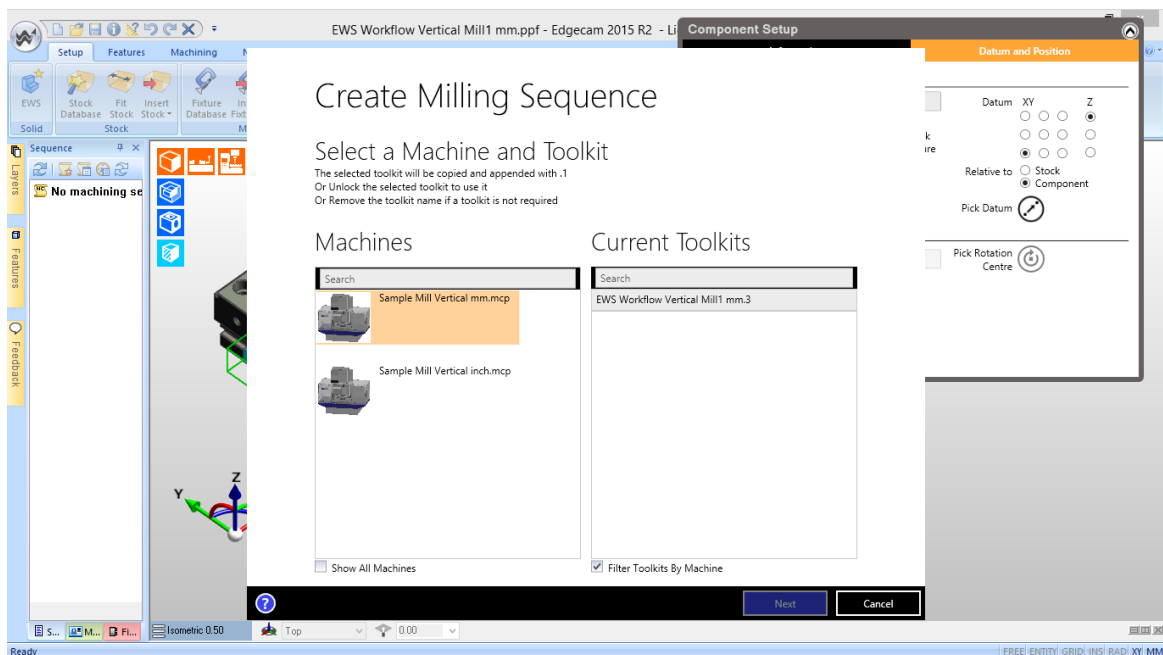 EWS Workflow Vertical Mill1 mm.ppf - Edgecam 2015 R2 - Li
Component Setup
Setup Features Machining
Datum and Position
EWS
Stock Database
Fit Stock
Insert Stock
Fixture Database
Solid
Stock
Layers
Features
Feedback
Sequence
No machining se
Create Milling Sequence
Select a Machine and Toolkit
The selected toolkit will be copied and appended with .1
Or Unlock the selected toolkit to use it
Or Remove the toolkit name if a toolkit is not required
Machines
Current Toolkits
Search
Search
Sample Mill Vertical mm.mcp
EWS Workflow Vertical Mill1 mm.3
Sample Mill Vertical inch.mcp
Show All Machines
Filter Toolkits By Machine
Next
Cancel
Datum XY Z
Relative to Stock
Component
Pick Datum
Pick Rotation
Centre
Z
Y
S... M... Fi...
Isometric 0.50
Top
0.00
Ready
FREE ENTITY GRID INS RAD XY MM